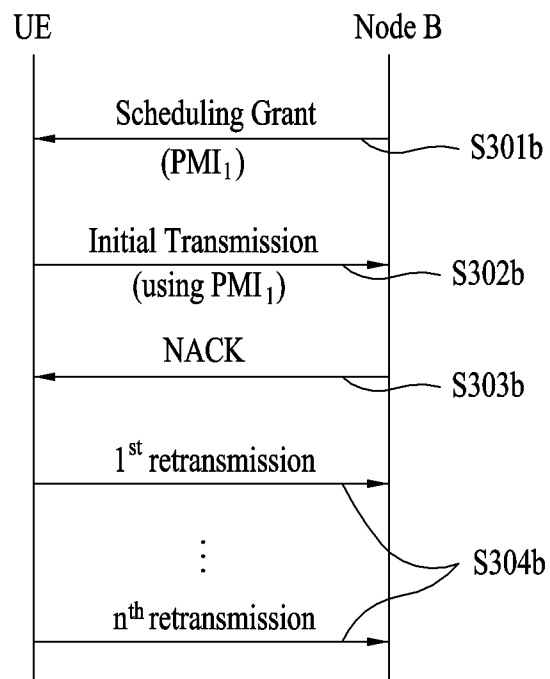 UE
Node B
Scheduling Grant
(PMI₁)
S301b
Initial Transmission
(using PMI₁)
S302b
NACK
S303b
1ˢᵗ retransmission
⋮
S304b
nᵗʰ retransmission